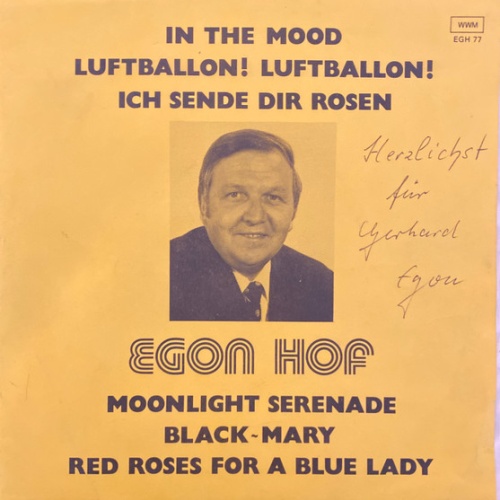 WWM
EGH 77
IN THE MOOD
LUFTBALLON! LUFTBALLON!
ICH SENDE DIR ROSEN
Herzlichst
für
Gerhard
Egon
EGON HOF
MOONLIGHT SERENADE
BLACK~MARY
RED ROSES FOR A BLUE LADY